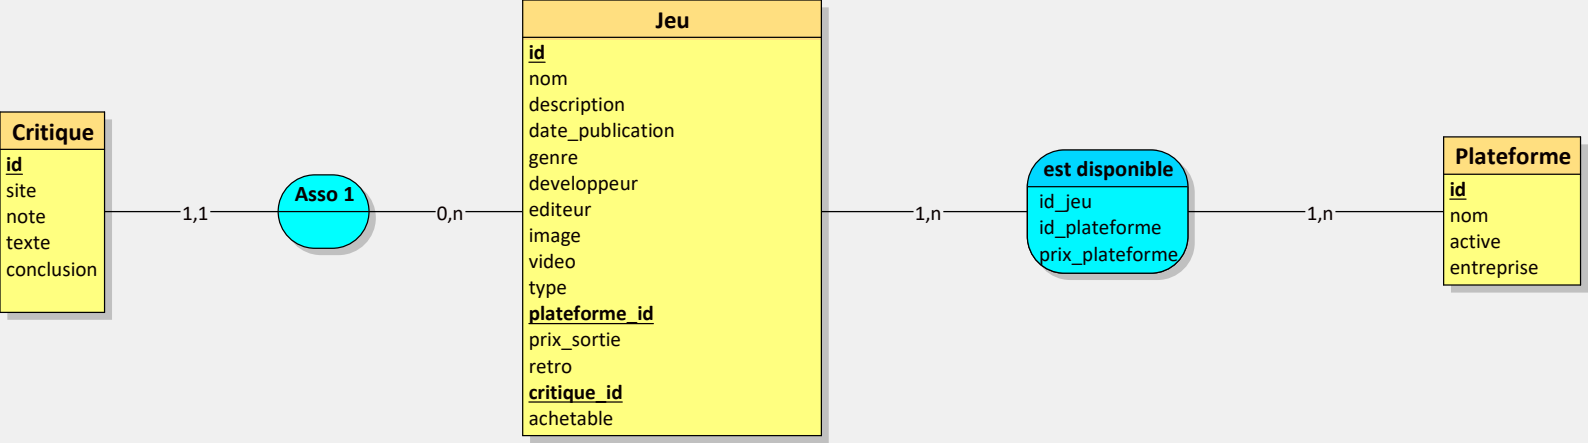 Critique
id
site
note
texte
conclusion
1,1
Asso 1
0,n
Jeu
id
nom
description
date_publication
genre
developpeur
editeur
image
video
type
plateforme_id
prix_sortie
retro
critique_id
achetable
1,n
est disponible
id_jeu
id_plateforme
prix_plateforme
1,n
Plateforme
id
nom
active
entreprise